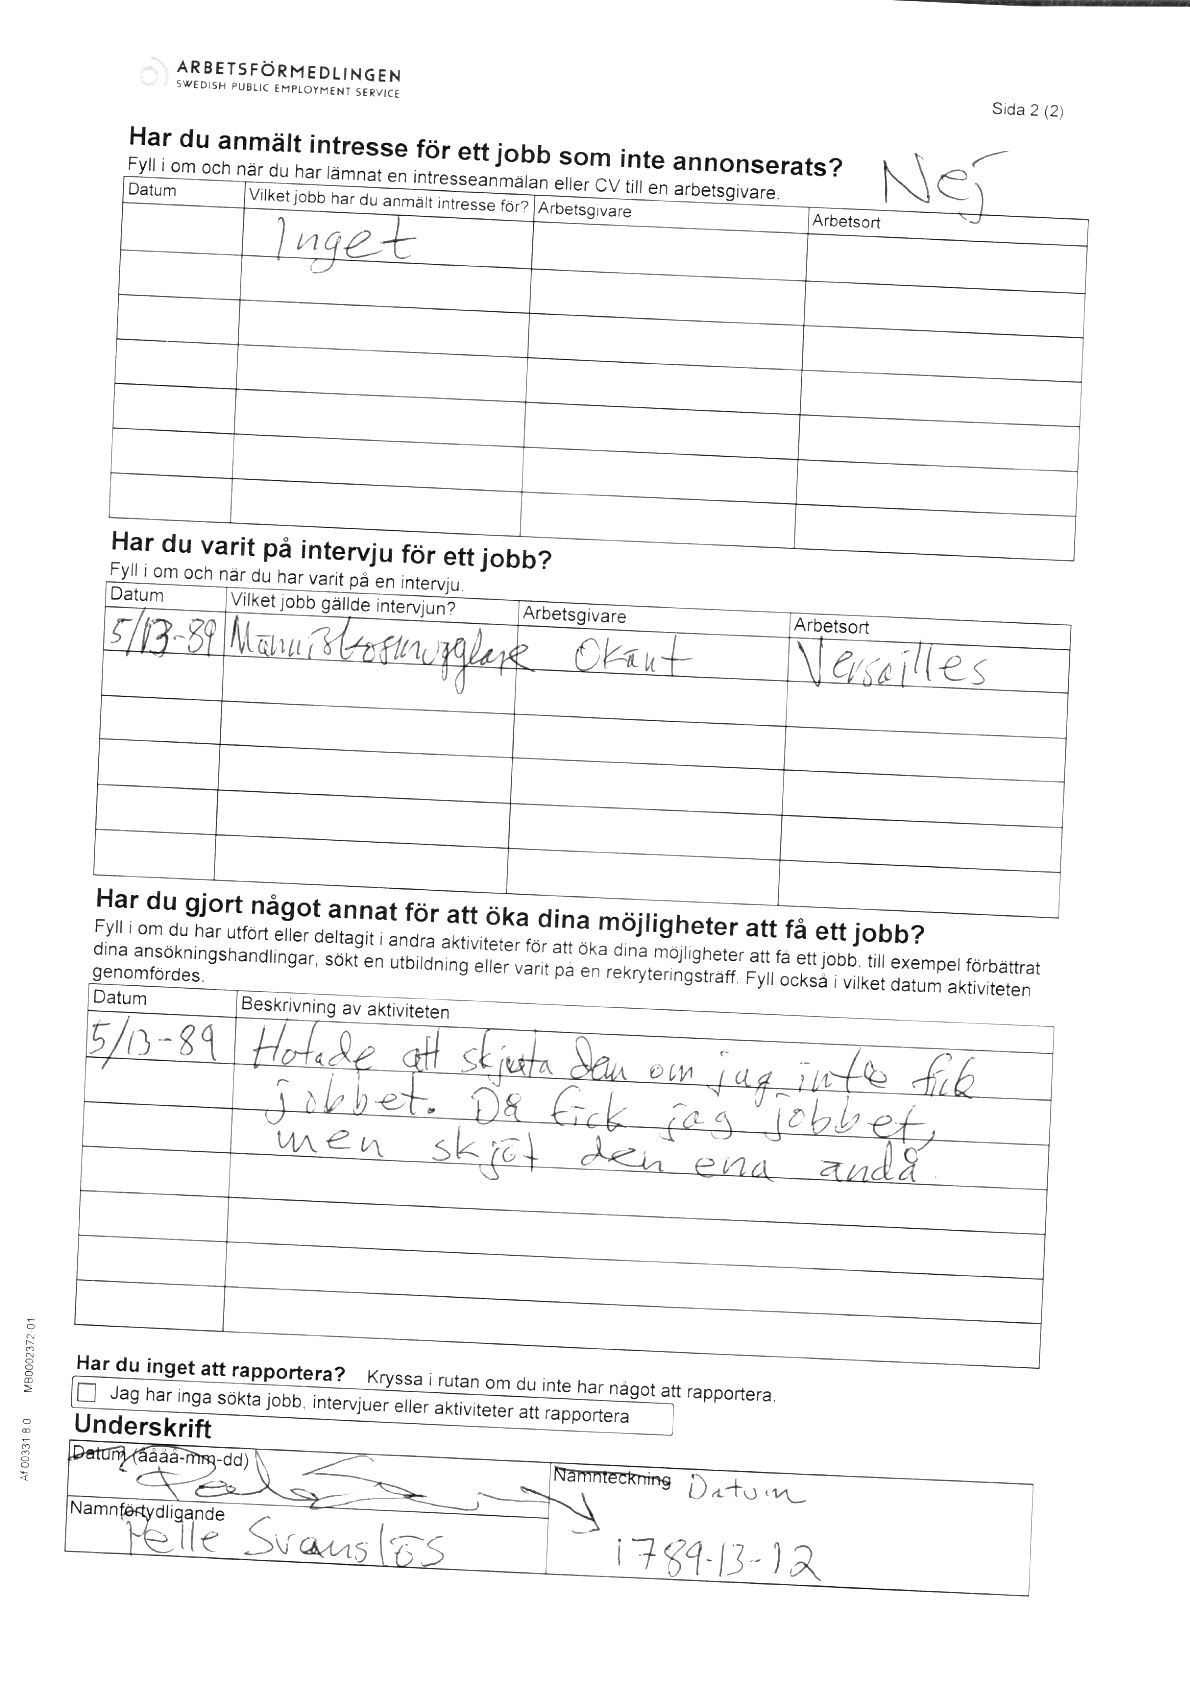 ARBETSFÖRMEDLINGEN
SWEDISH PUBLIC EMPLOYMENT SERVICE
Sida 2 (2)
Har du anmält intresse för ett jobb som inte annonserats? Nej
Fyll i om och när du har lämnat en intresseanmälan eller CV till en arbetsgivare.
Datum Vilket jobb har du anmält intresse för? Arbetsgivare Arbetsort
Inget
Har du varit på intervju för ett jobb?
Fyll i om och när du har varit på en intervju.
Datum Vilket jobb gällde intervjun? Arbetsgivare Arbetsort
5/13-89 Okänt Versailles
Har du gjort något annat för att öka dina möjligheter att få ett jobb?
Fyll i om du har utfört eller deltagit i andra aktiviteter för att öka dina möjligheter att få ett jobb, till exempel förbättrat
dina ansökningshandlingar, sökt en utbildning eller varit på en rekryteringsträff. Fyll också i vilket datum aktiviteten
genomfördes.
Datum Beskrivning av aktiviteten
5/13-89 Hotade att skjuta dem om jag inte fick
jobbet. Då fick jag jobbet,
men sköt den ena ändå
Har du inget att rapportera? Kryssa i rutan om du inte har något att rapportera.
Jag har inga sökta jobb, intervjuer eller aktiviteter att rapportera
Underskrift
Datum (åååå-mm-dd) Namnteckning Datum
Namnförtydligande
Pelle Svanslös 1789-13-12
Af 00331 8.0 MB0002372-01